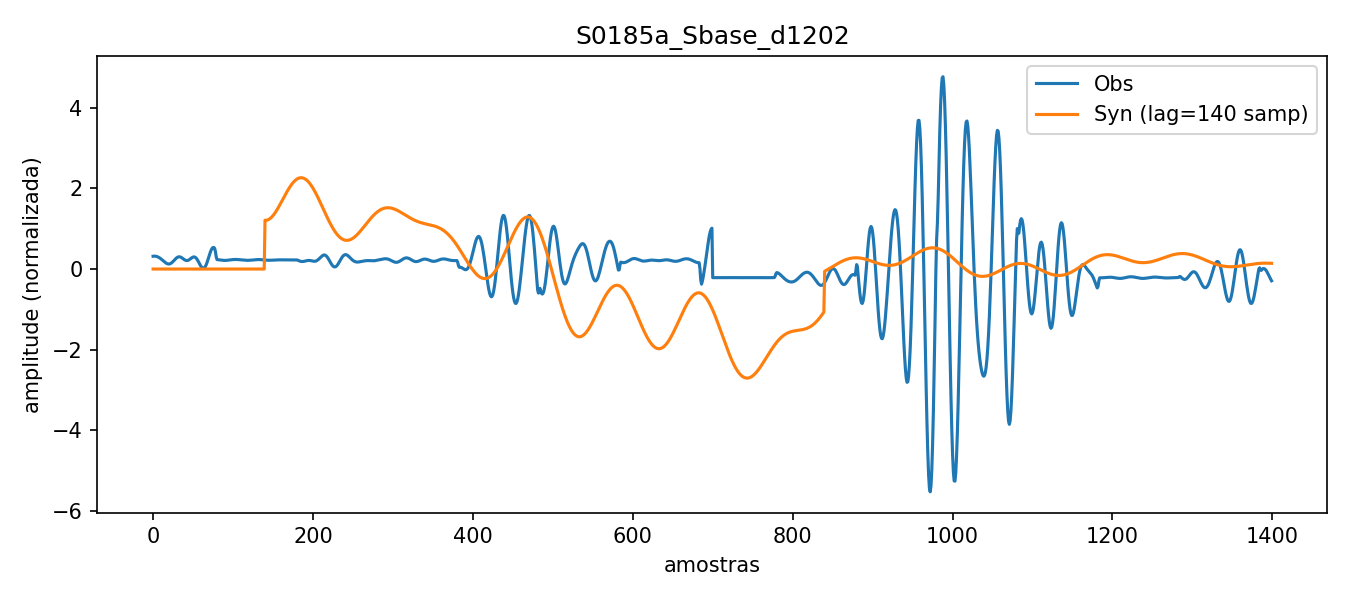 S0185a_Sbase_d1202
Obs
Syn (lag=140 samp)
amplitude (normalizada)
4
2
0
−2
−4
−6
0 200 400 600 800 1000 1200 1400
amostras